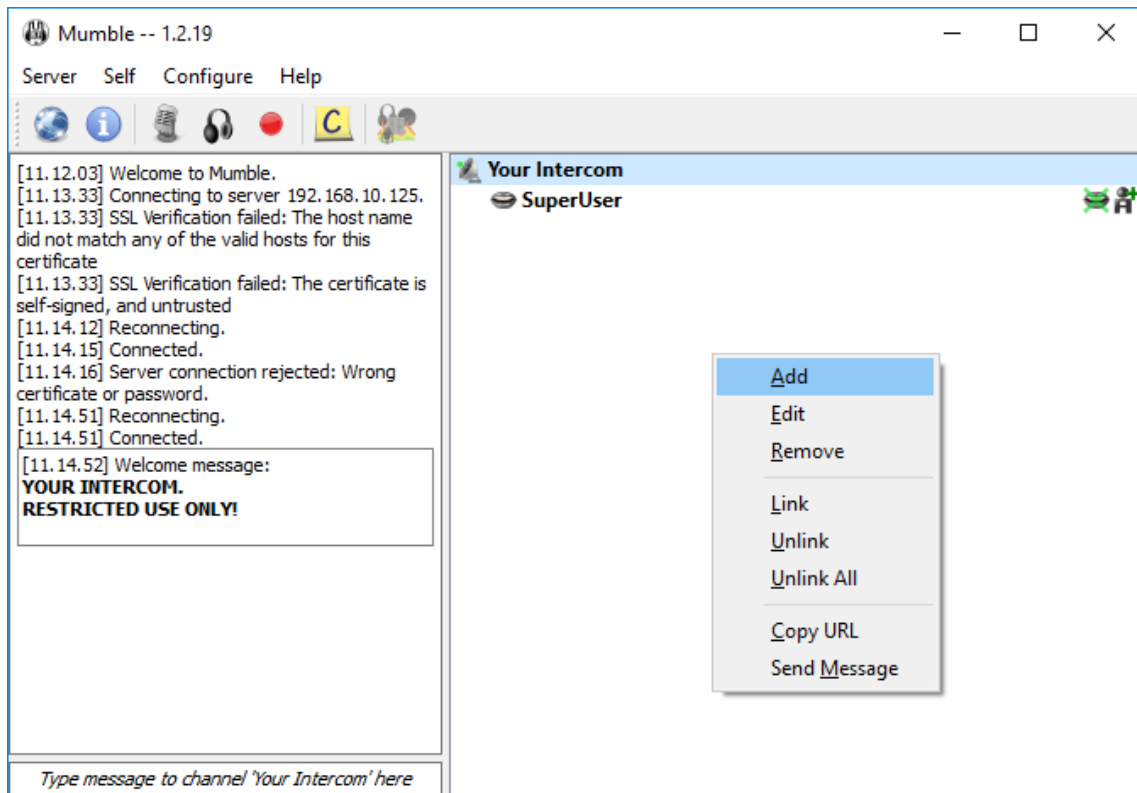 Mumble -- 1.2.19
Server Self Configure Help
C
[11.12.03] Welcome to Mumble.
[11.13.33] Connecting to server 192.168.10.125.
[11.13.33] SSL Verification failed: The host name
did not match any of the valid hosts for this
certificate
[11.13.33] SSL Verification failed: The certificate is
self-signed, and untrusted
[11.14.12] Reconnecting.
[11.14.15] Connected.
[11.14.16] Server connection rejected: Wrong
certificate or password.
[11.14.51] Reconnecting.
[11.14.51] Connected.
[11.14.52] Welcome message:
YOUR INTERCOM.
RESTRICTED USE ONLY!
Type message to channel 'Your Intercom' here
Your Intercom
SuperUser
Add
Edit
Remove
Link
Unlink
Unlink All
Copy URL
Send Message